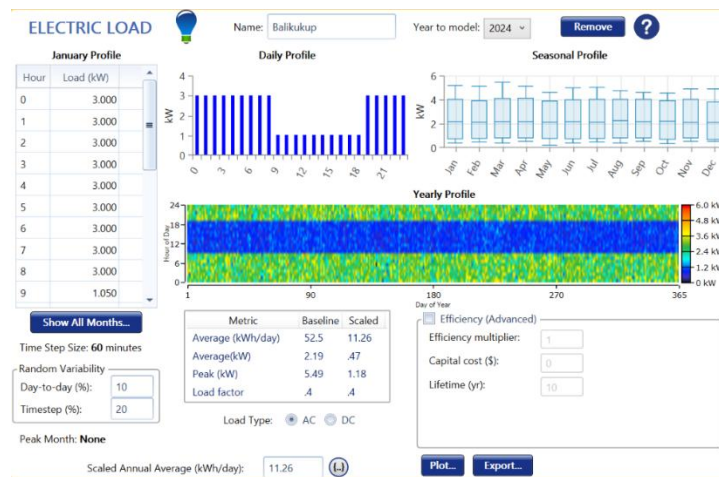 ELECTRIC LOAD
Name: Balikukup
Year to model: 2024
Remove
?
January Profile
Hour Load (kW)
0 3.000
1 3.000
2 3.000
3 3.000
4 3.000
5 3.000
6 3.000
7 3.000
8 3.000
9 1.050
Show All Months...
Time Step Size: 60 minutes
Random Variability
Day-to-day (%): 10
Timestep (%): 20
Peak Month: None
Scaled Annual Average (kWh/day): 11.26 {..}
Daily Profile
kW
4
3
2
1
0
0 3 6 9 12 15 18 21
Seasonal Profile
kW
6
4
2
0
Jan Feb Mar Apr May Jun Jul Aug Sep Oct Nov Dec
Yearly Profile
Hour of Day
24
18
12
6
0
1 90 180 270 365
Day of Year
6.0 kW
4.8 kW
3.6 kW
2.4 kW
1.2 kW
0 kW
Metric Baseline Scaled
Average (kWh/day) 52.5 11.26
Average(kW) 2.19 .47
Peak (kW) 5.49 1.18
Load factor .4 .4
Load Type: AC DC
Efficiency (Advanced)
Efficiency multiplier: 1
Capital cost ($): 0
Lifetime (yr): 10
Plot... Export...